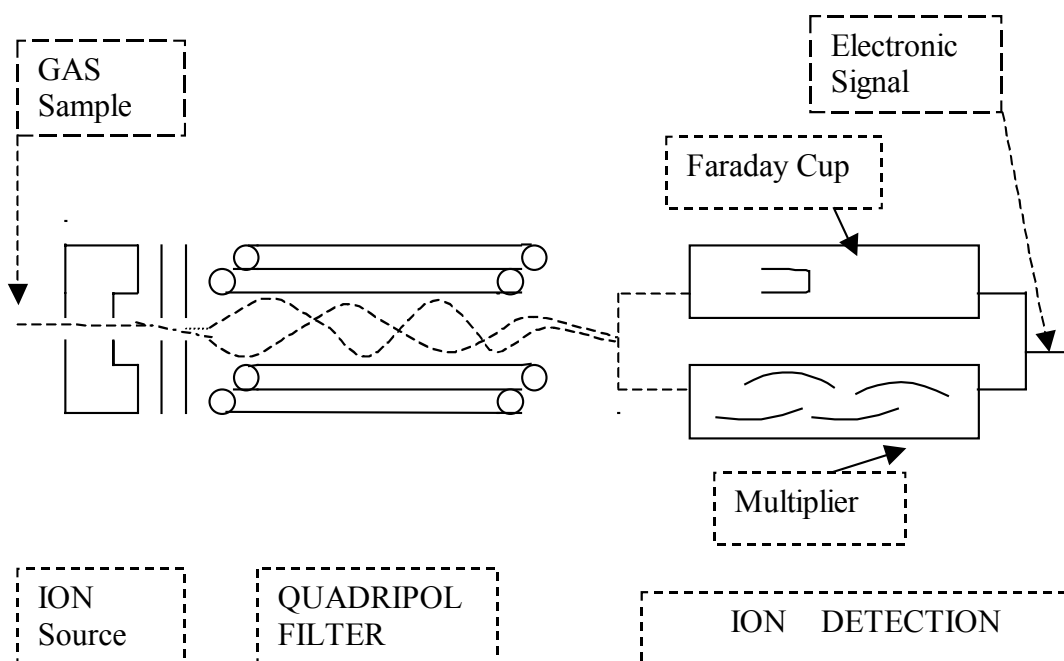 GAS
Sample
Electronic
Signal
Faraday Cup
Multiplier
ION
Source
QUADRIPOL
FILTER
ION DETECTION